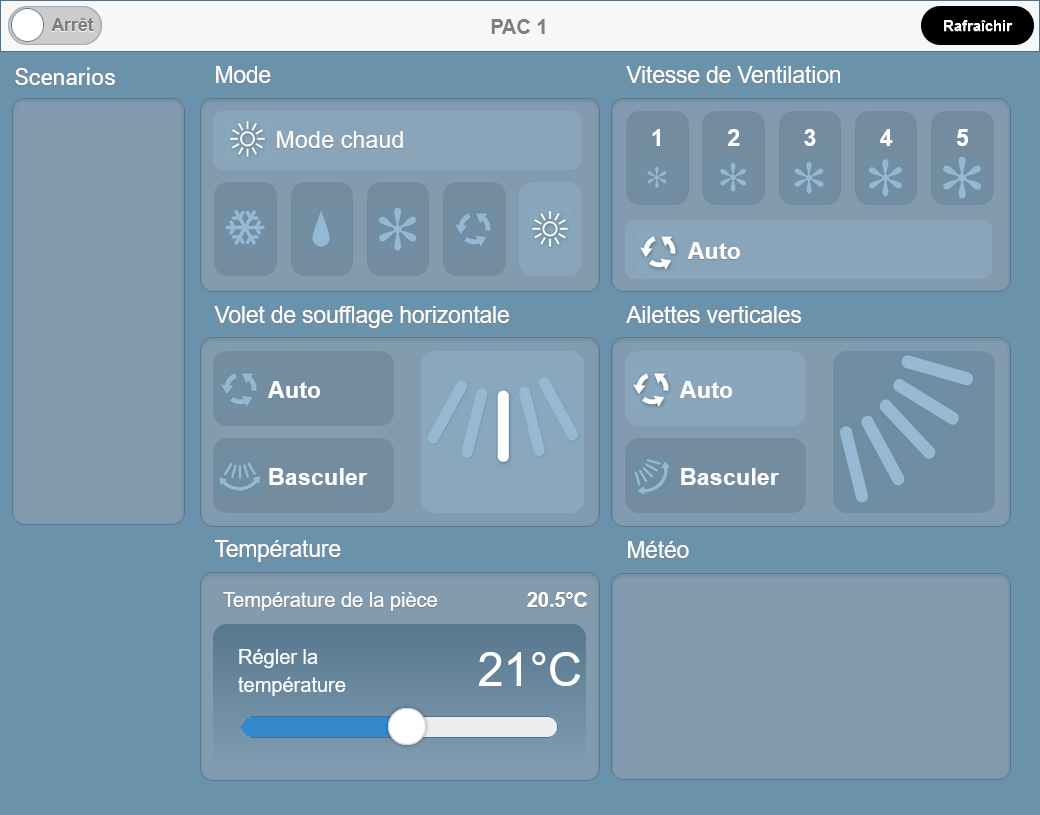 Arrêt
PAC 1
Rafraîchir
Scenarios
Mode
Mode chaud
Vitesse de Ventilation
1 2 3 4 5
Auto
Volet de soufflage horizontale
Auto
Basculer
Ailettes verticales
Auto
Basculer
Température
Température de la pièce 20.5°C
Régler la
température
21°C
Météo